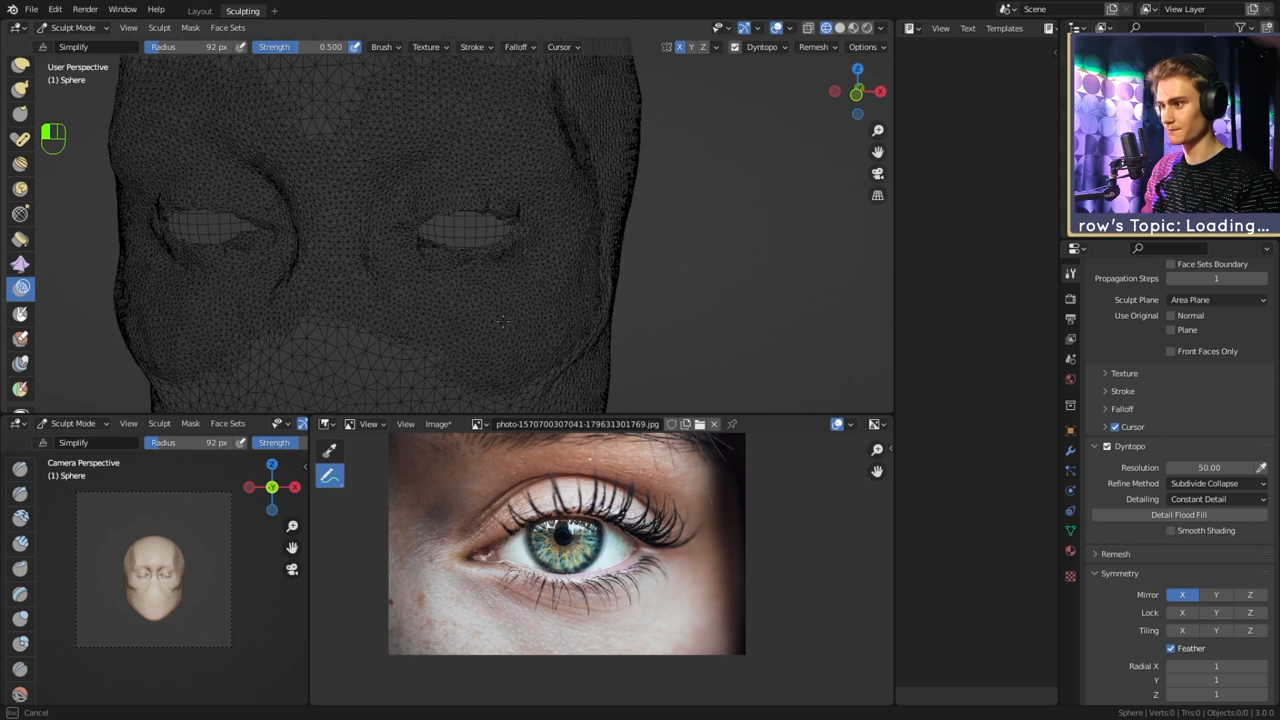 File Edit Render Window Help Layout Sculpting + Scene View Layer
Sculpt Mode View Sculpt Mask Face Sets View Text Templates
Simplify Radius 92 px Strength 0.500 Brush Texture Stroke Falloff Cursor X Y Z Dyntopo Remesh Options
User Perspective
(1) Sphere
Z
X
row's Topic: Loading...
Face Sets Boundary
Propagation Steps 1
Sculpt Plane Area Plane
Use Original Normal
Plane
Front Faces Only
Texture
Stroke
Falloff
Cursor
Dyntopo
Resolution 50.00
Refine Method Subdivide Collapse
Detailing Constant Detail
Detail Flood Fill
Smooth Shading
Remesh
Symmetry
Mirror X Y Z
Lock X Y Z
Tiling X Y Z
Feather
Radial X 1
Y 1
Z 1
Sculpt Mode View Sculpt Mask Face Sets
Simplify Radius 92 px Strength
Camera Perspective
(1) Sphere
Z
Y
X
View View Image* photo-1570700307041-179631301769.jpg
Esc Cancel
Sphere | Verts:0 | Tris:0 | Objects:0/0 | 3.0.0